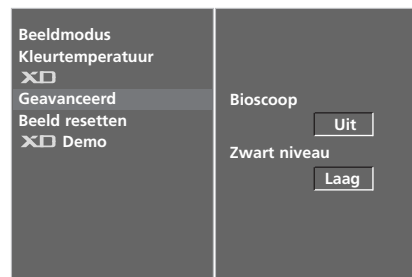 Beeldmodus
Kleurtemperatuur
XD
Geavanceerd
Beeld resetten
XD Demo
Bioscoop
Uit
Zwart niveau
Laag